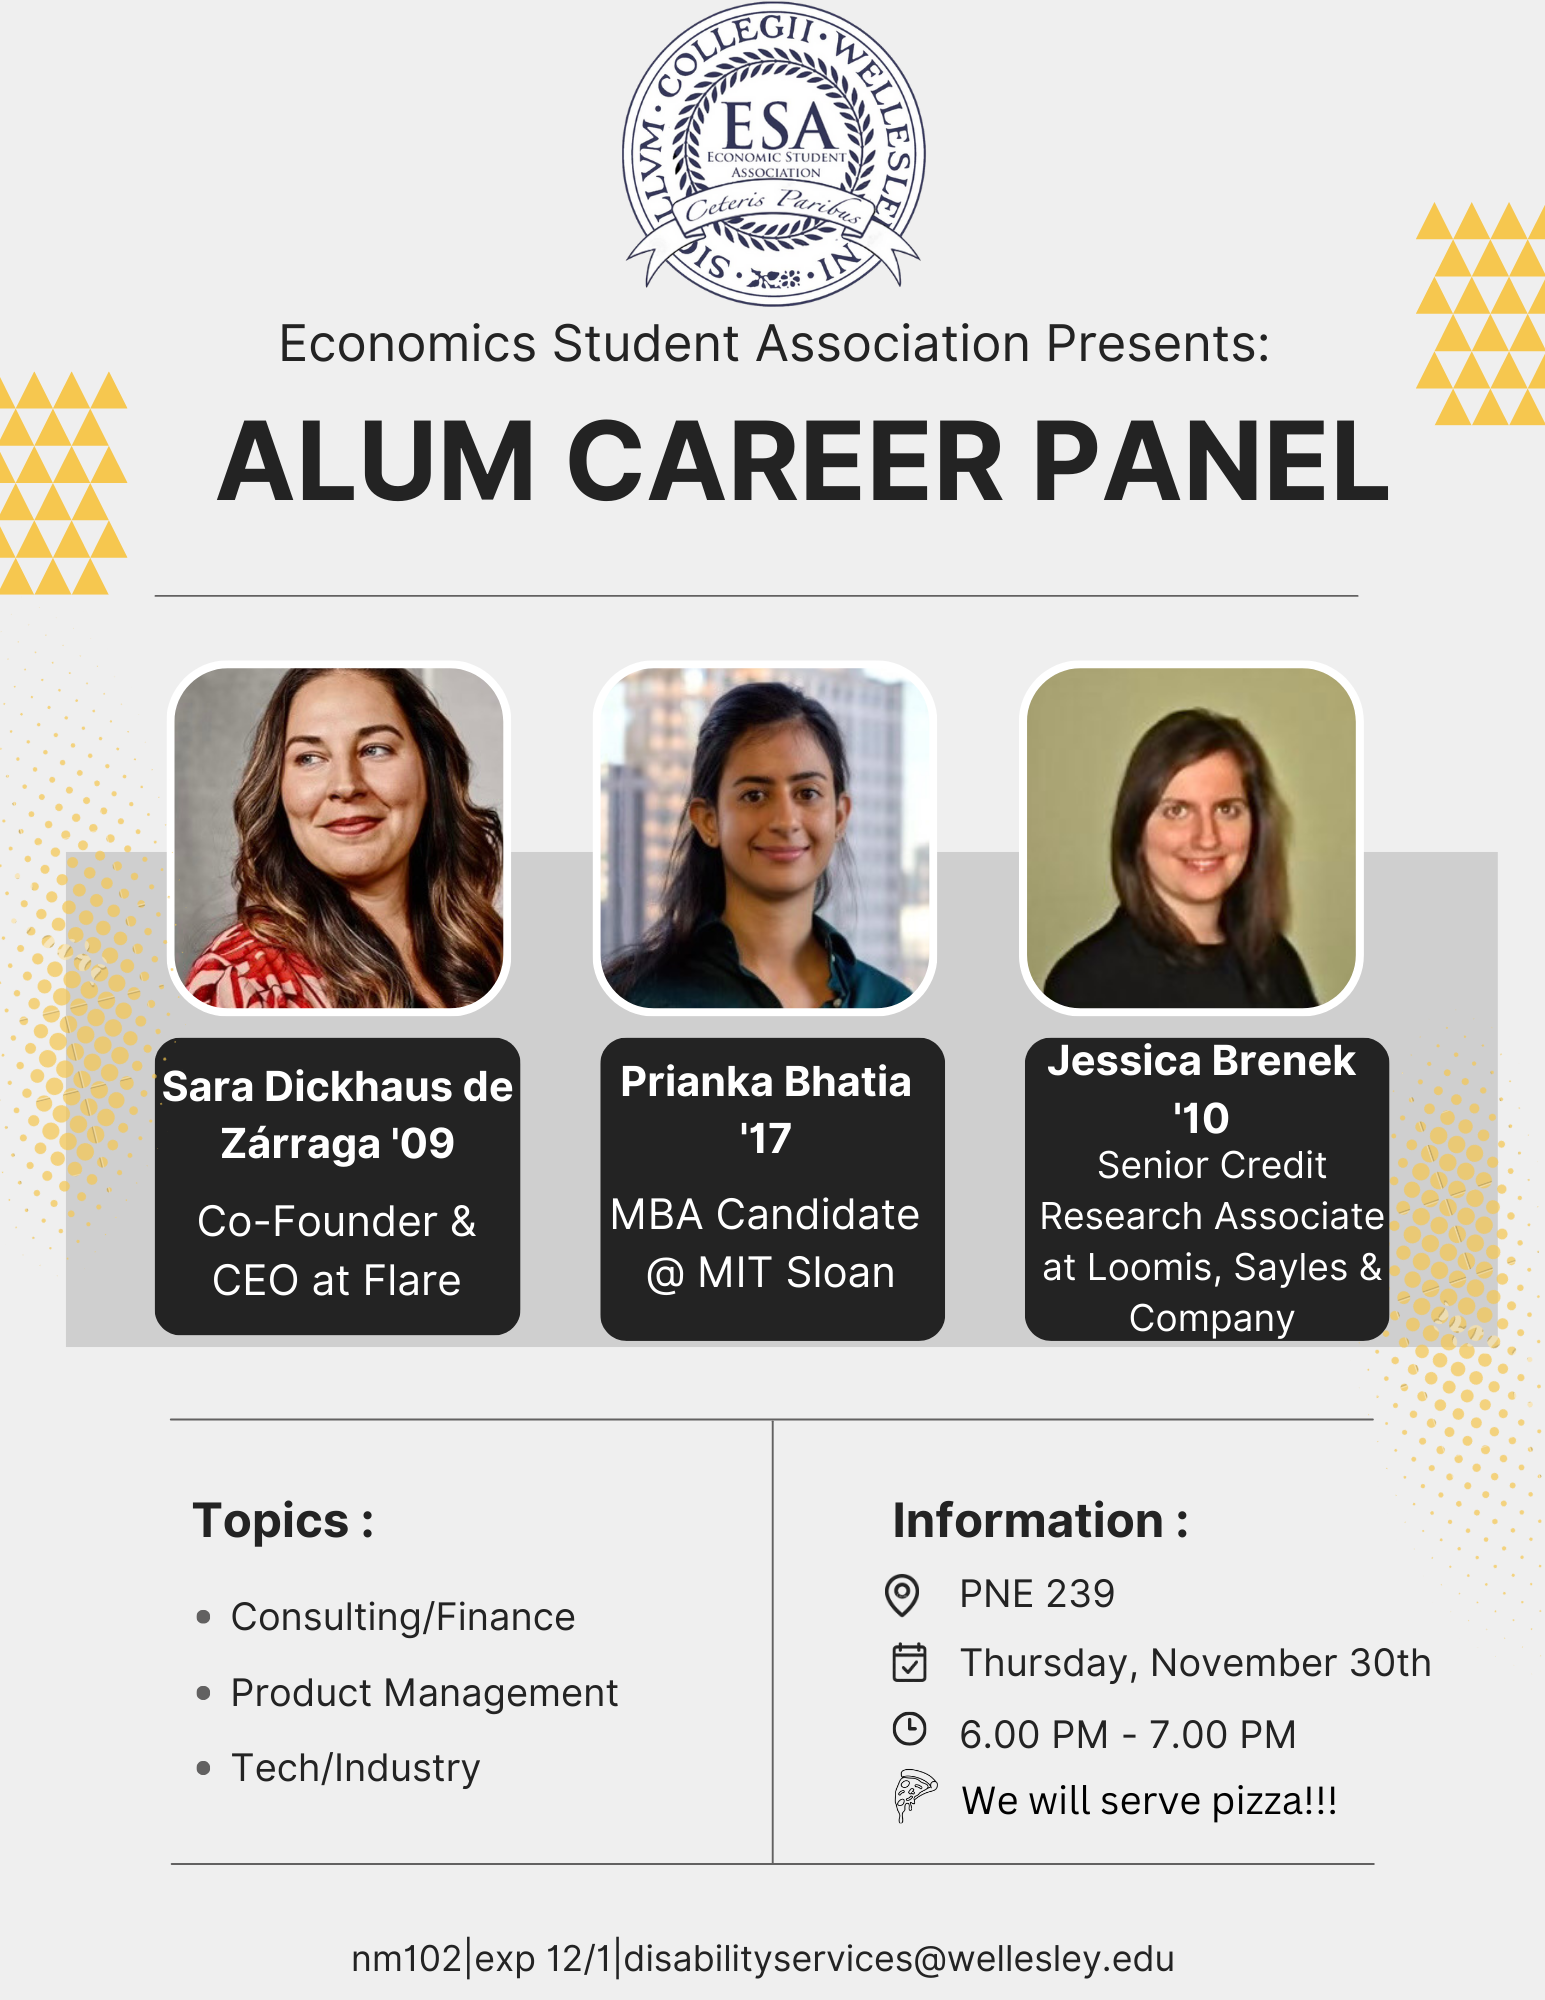 SIGILLVM · COLLEGII · WELLESLEIANI ·
ESA
ECONOMIC STUDENT
ASSOCIATION
Ceteris Paribus
Economics Student Association Presents:
ALUM CAREER PANEL
Sara Dickhaus de
Zárraga '09
Co-Founder &
CEO at Flare
Prianka Bhatia
'17
MBA Candidate
@ MIT Sloan
Jessica Brenek
'10
Senior Credit
Research Associate
at Loomis, Sayles &
Company
Topics :
• Consulting/Finance
• Product Management
• Tech/Industry
Information :
PNE 239
Thursday, November 30th
6.00 PM - 7.00 PM
We will serve pizza!!!
nm102|exp 12/1|disabilityservices@wellesley.edu